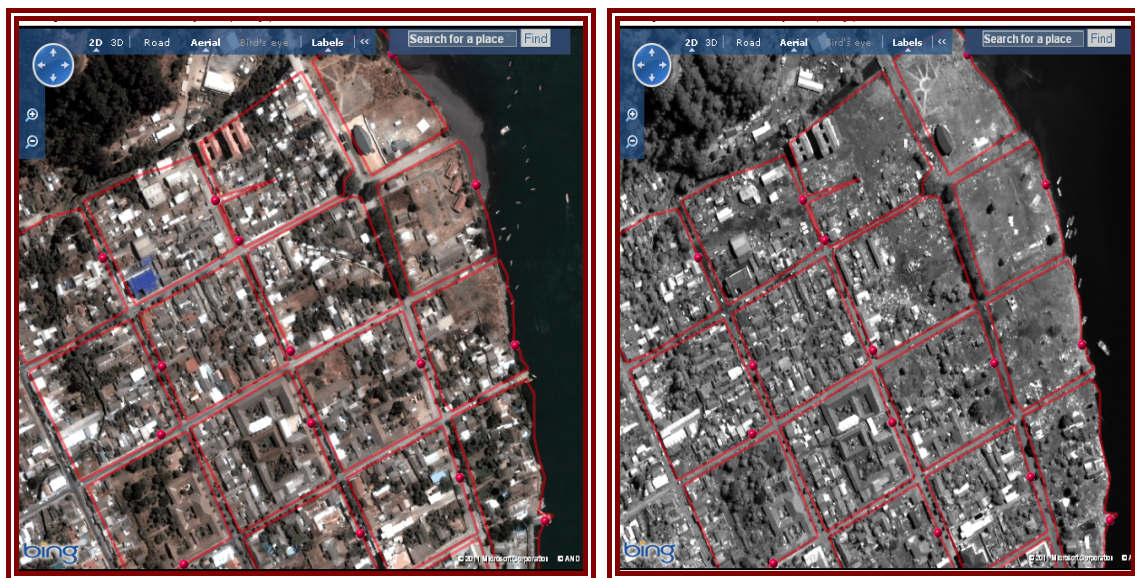 2D 3D | Road Aerial Bird's eye Labels «
Search for a place Find
bing
© 2011 Microsoft Corporation © AND
2D 3D | Road Aerial Bird's eye Labels «
Search for a place Find
bing
© 2011 Microsoft Corporation